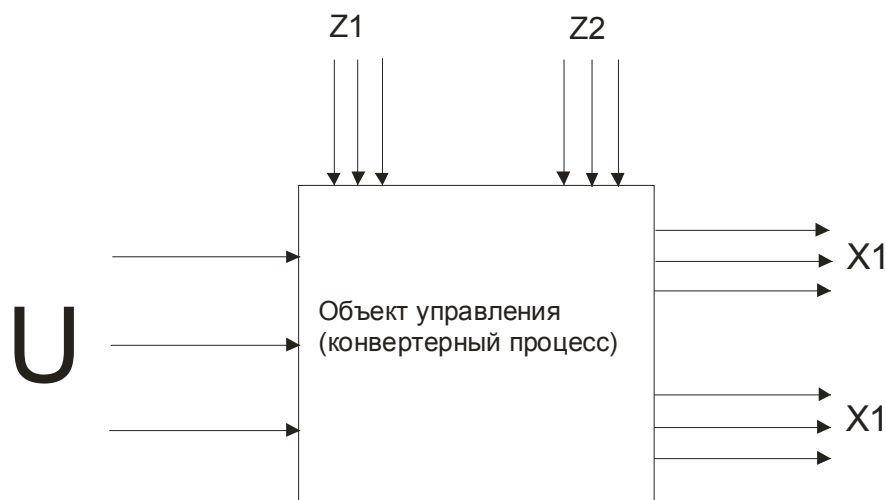 Z1
Z2
U
Объект управления
(конвертерный процесс)
X1
X1